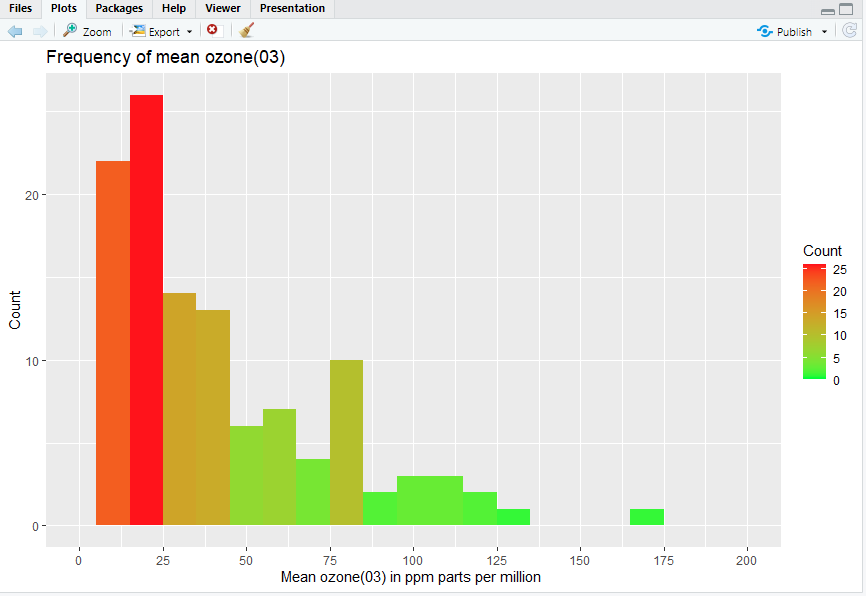 Files Plots Packages Help Viewer Presentation
Zoom Export Publish
Frequency of mean ozone(03)
Count
20
10
0
0 25 50 75 100 125 150 175 200
Mean ozone(03) in ppm parts per million
Count
25
20
15
10
5
0